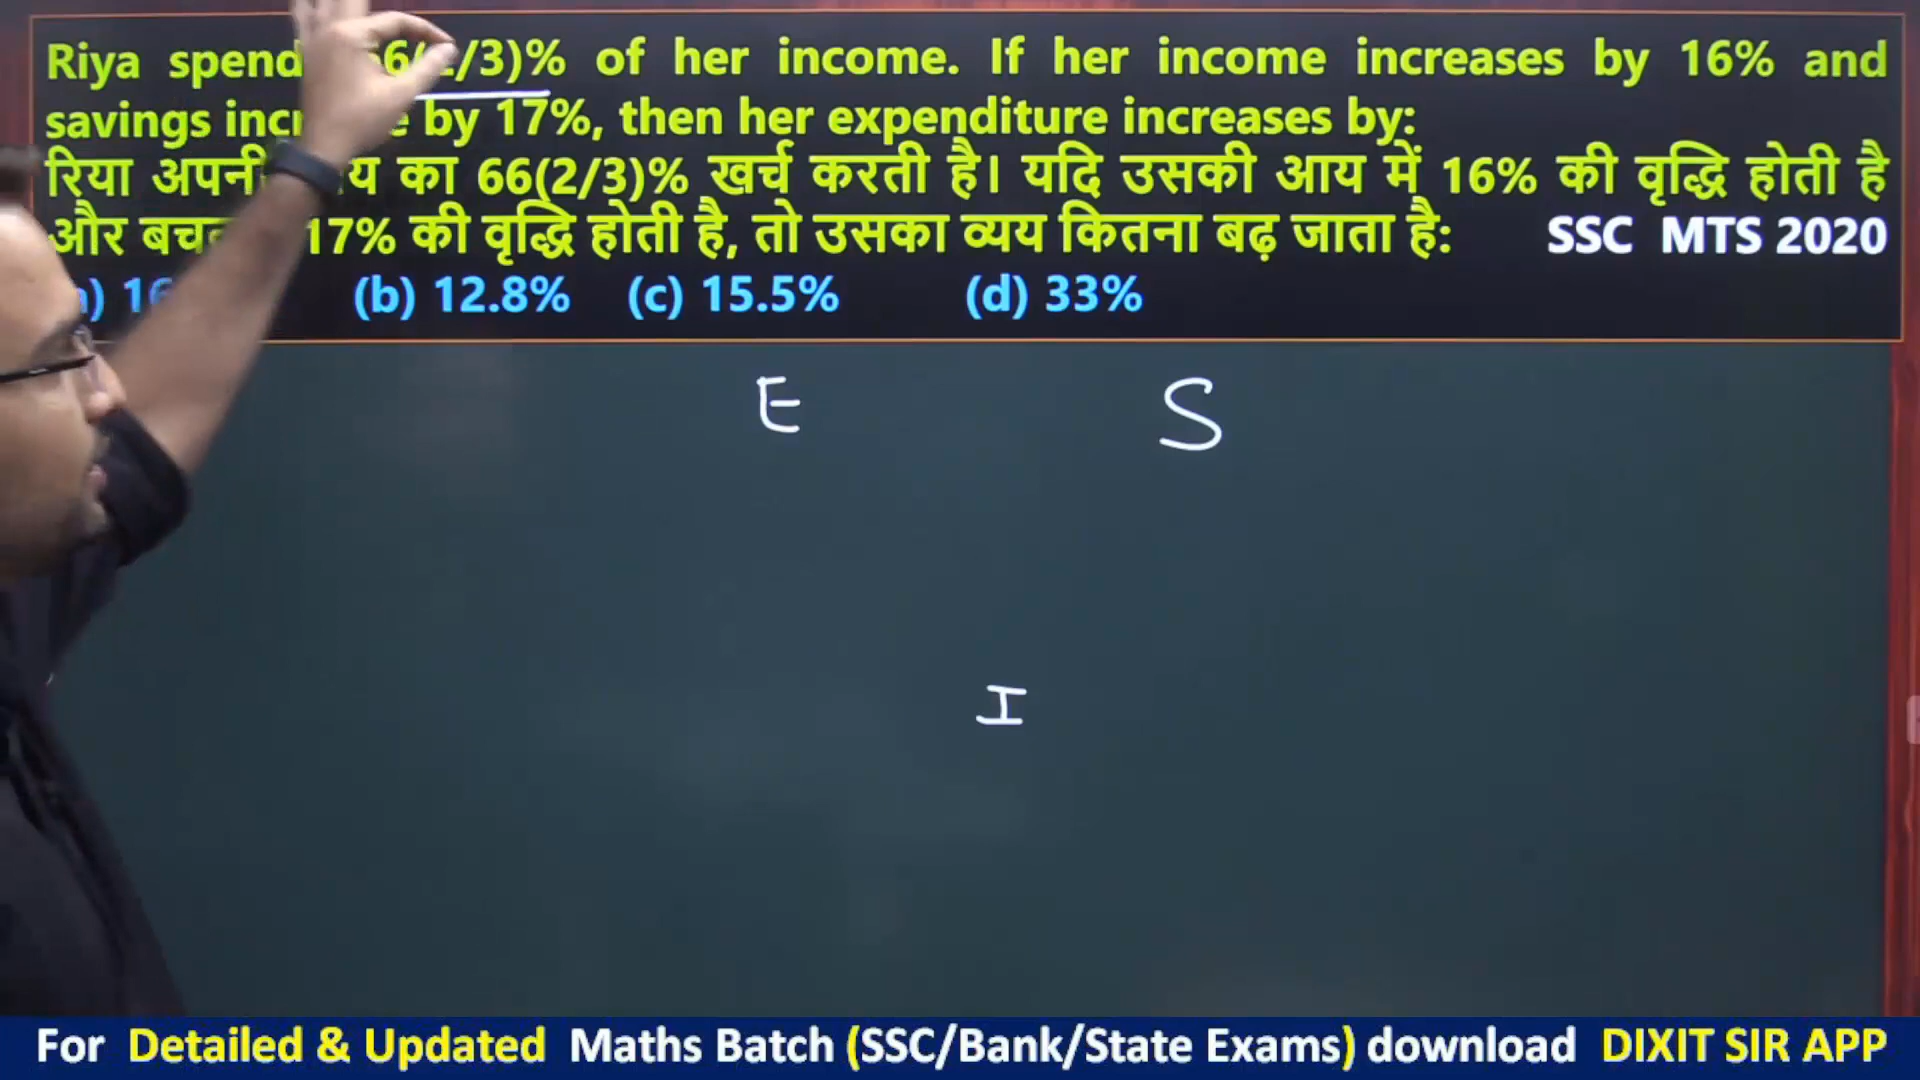 Riya spend 66(2/3)% of her income. If her income increases by 16% and
savings by 17%, then her expenditure increases by:
रिया अपनी का 66(2/3)% खर्च करती है। यदि उसकी आय में 16% की वृद्धि होती है
और 17% की वृद्धि होती है, तो उसका व्यय कितना बढ़ जाता है: SSC MTS 2020
(b) 12.8% (c) 15.5% (d) 33%
E S
I
For Detailed & Updated Maths Batch (SSC/Bank/State Exams) download DIXIT SIR APP